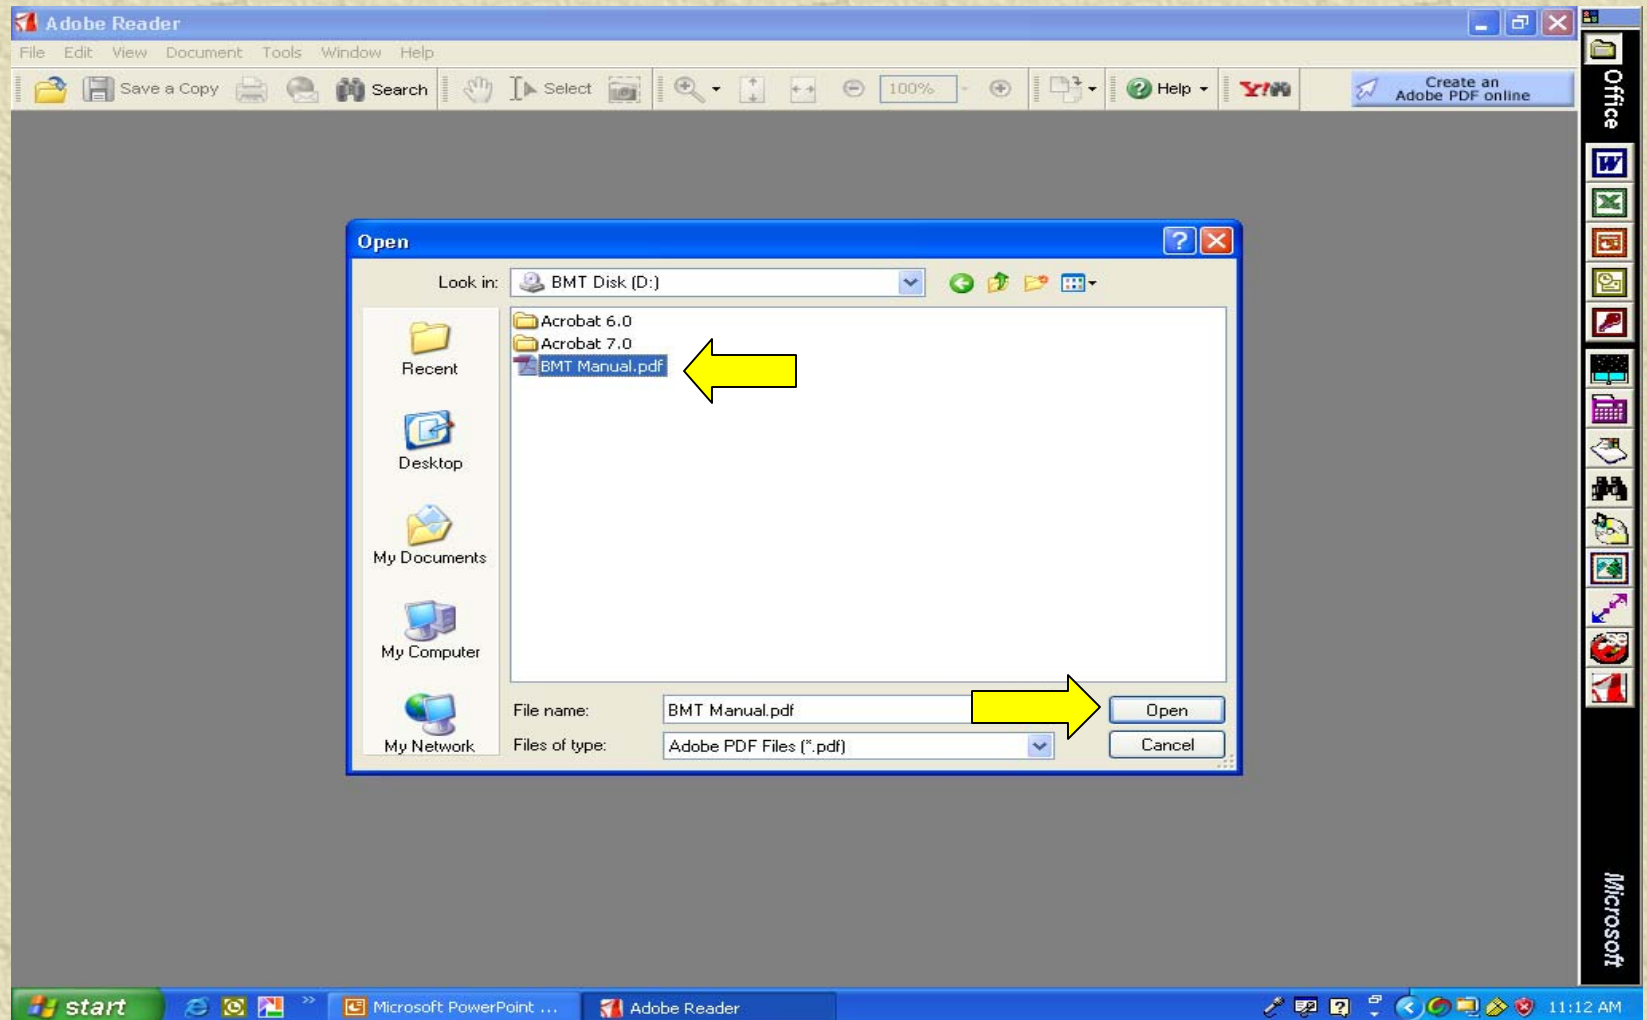 Adobe Reader
File Edit View Document Tools Window Help
Save a Copy Search Select 100% Help Y!
Create an
Adobe PDF online
Office
Open
Look in: BMT Disk (D:)
Acrobat 6.0
Acrobat 7.0
BMT Manual.pdf
Recent
Desktop
My Documents
My Computer
My Network
File name: BMT Manual.pdf Open
Files of type: Adobe PDF Files (*.pdf) Cancel
Microsoft
start Microsoft PowerPoint ... Adobe Reader 11:12 AM